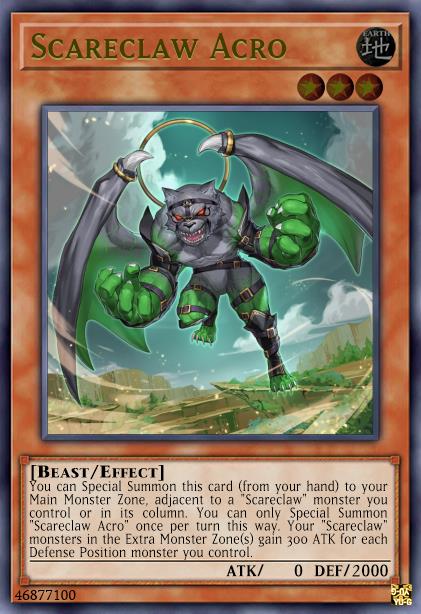 Scareclaw Acro
EARTH
地
[Beast/Effect]
You can Special Summon this card (from your hand) to your
Main Monster Zone, adjacent to a "Scareclaw" monster you
control or in its column. You can only Special Summon
"Scareclaw Acro" once per turn this way. Your "Scareclaw"
monsters in the Extra Monster Zone(s) gain 300 ATK for each
Defense Position monster you control.
ATK/ 0 DEF/2000
46877100